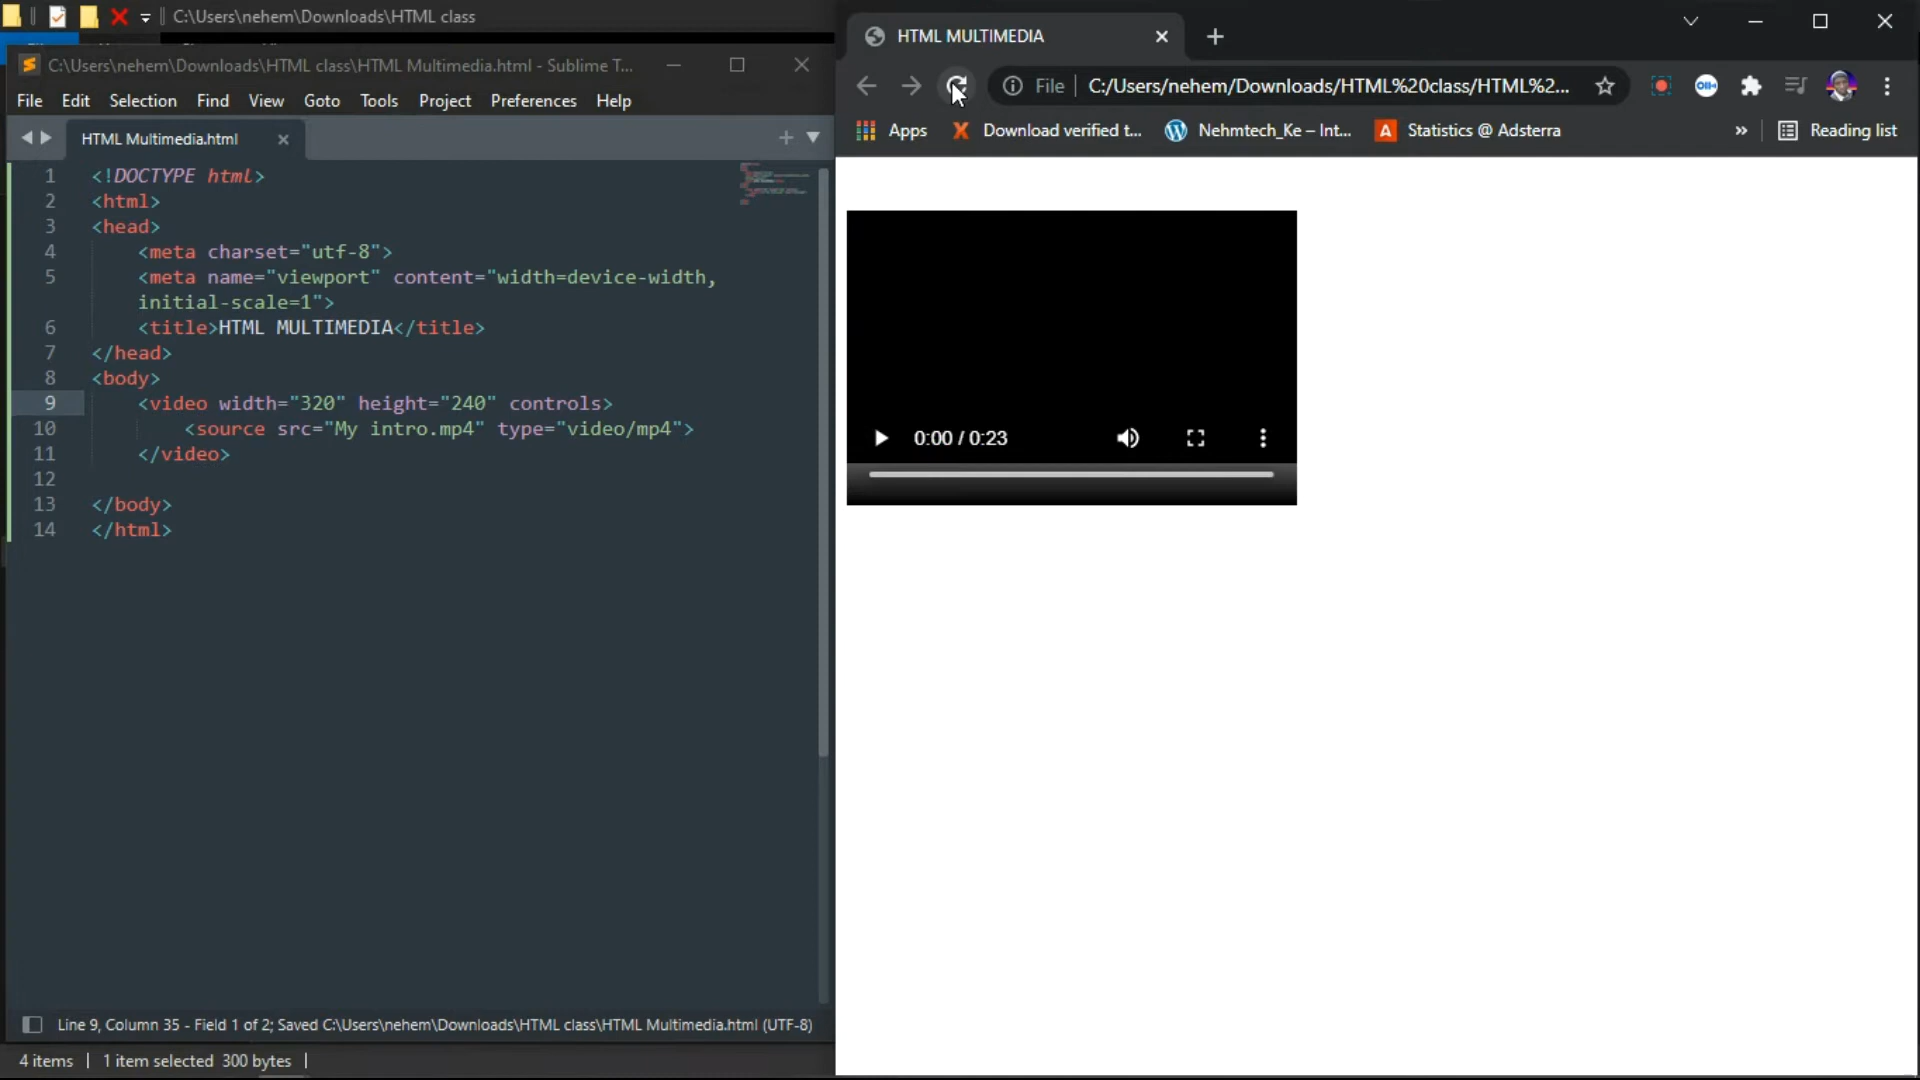 C:\Users\nehem\Downloads\HTML class
C:\Users\nehem\Downloads\HTML class\HTML Multimedia.html - Sublime T...
File Edit Selection Find View Goto Tools Project Preferences Help
HTML Multimedia.html
1 <!DOCTYPE html>
2 <html>
3 <head>
4 <meta charset="utf-8">
5 <meta name="viewport" content="width=device-width,
initial-scale=1">
6 <title>HTML MULTIMEDIA</title>
7 </head>
8 <body>
9 <video width="320" height="240" controls>
10 <source src="My intro.mp4" type="video/mp4">
11 </video>
12
13 </body>
14 </html>
Line 9, Column 35 - Field 1 of 2; Saved C:\Users\nehem\Downloads\HTML class\HTML Multimedia.html (UTF-8)
4 items | 1 item selected 300 bytes |
HTML MULTIMEDIA
File | C:/Users/nehem/Downloads/HTML%20class/HTML%2...
Apps Download verified t... Nehmtech_Ke – Int... Statistics @ Adsterra » Reading list
0:00 / 0:23